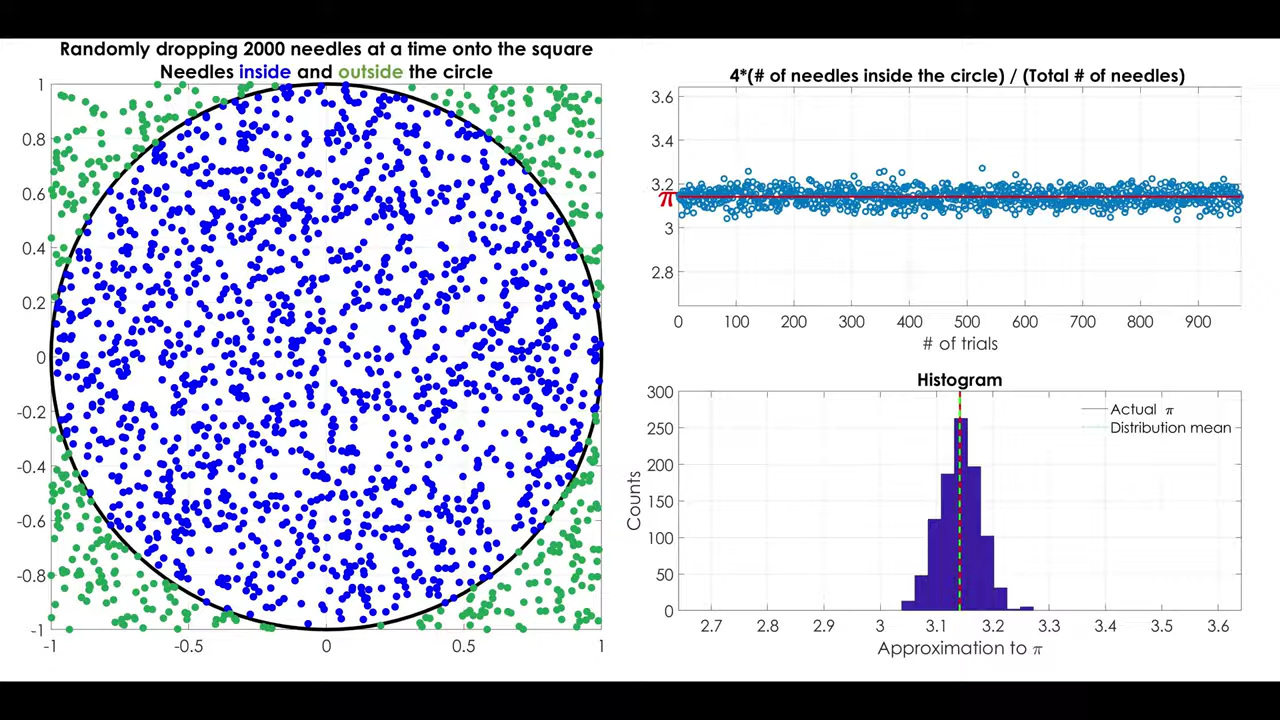 Randomly dropping 2000 needles at a time onto the square
Needles inside and outside the circle
1
0.8
0.6
0.4
0.2
0
-0.2
-0.4
-0.6
-0.8
-1
-1 -0.5 0 0.5 1
4*(# of needles inside the circle) / (Total # of needles)
3.6
3.4
3.2
π
3
2.8
0 100 200 300 400 500 600 700 800 900
# of trials
Histogram
300
250
200
150
100
50
0
Counts
Actual π
Distribution mean
2.7 2.8 2.9 3 3.1 3.2 3.3 3.4 3.5 3.6
Approximation to π